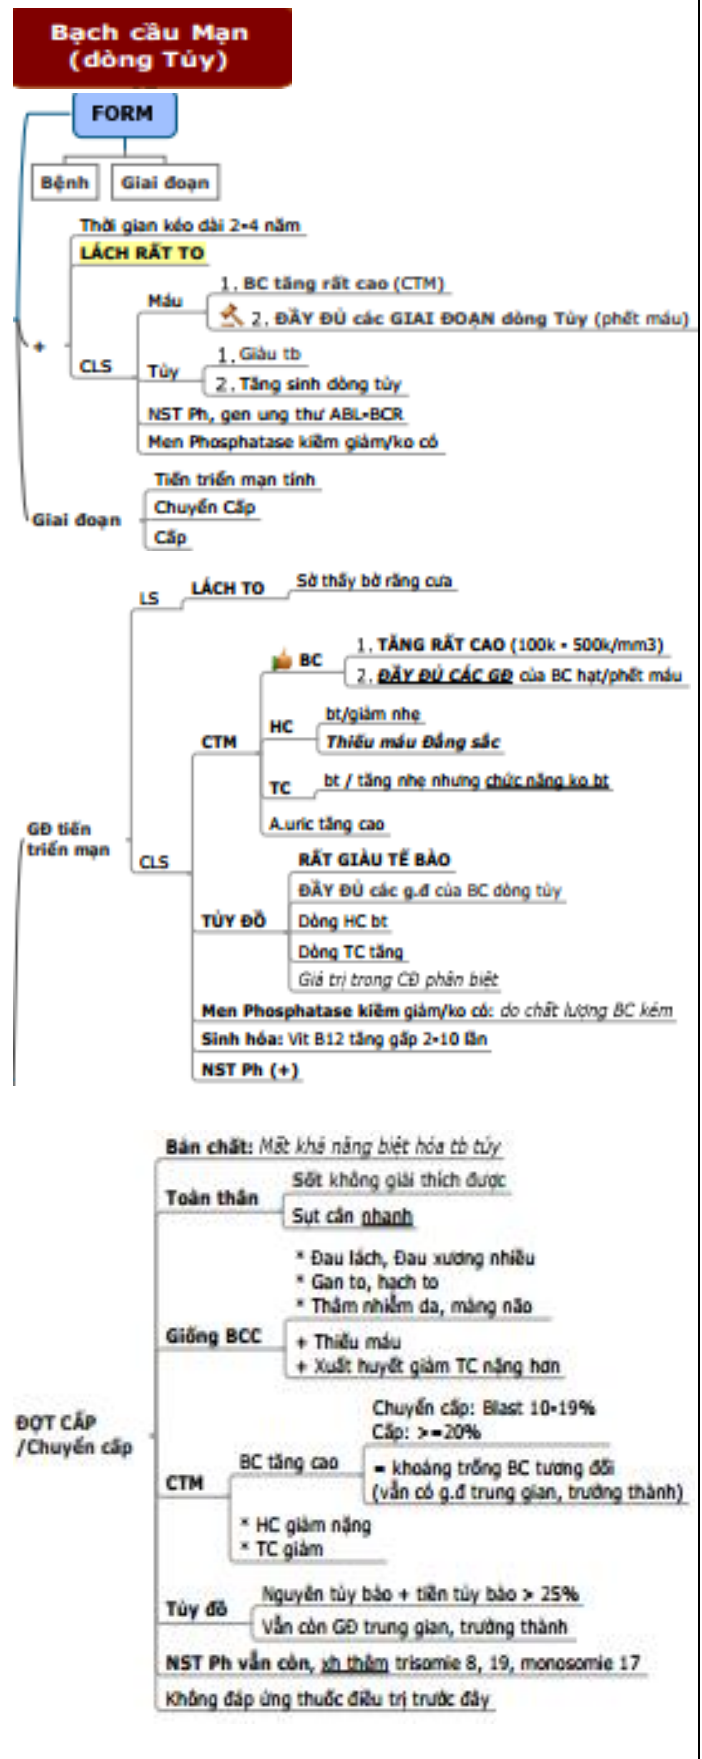 Bạch cầu Mạn
(dòng Tủy)
FORM
Bệnh
Giai đoạn
Thời gian kéo dài 2-4 năm
LÁCH RẤT TO
+
CLS
Máu
1. BC tăng rất cao (CTM)
2. ĐẦY ĐỦ các GIAI ĐOẠN dòng Tủy (phết máu)
Tủy
1. Giàu tb
2. Tăng sinh dòng tủy
NST Ph, gen ung thư ABL-BCR
Men Phosphatase kiềm giảm/ko có
Giai đoạn
Tiến triển mạn tính
Chuyển Cấp
Cấp
GĐ tiến
triển mạn
LS
LÁCH TO
Sờ thấy bờ răng cưa
CLS
CTM
BC
1. TĂNG RẤT CAO (100k - 500k/mm3)
2. ĐẦY ĐỦ CÁC GĐ của BC hạt/phết máu
HC
bt/giảm nhẹ
Thiếu máu Đẳng sắc
TC
bt / tăng nhẹ nhưng chức năng ko bt
A.uric tăng cao
TỦY ĐỒ
RẤT GIÀU TẾ BÀO
ĐẦY ĐỦ các g.đ của BC dòng tủy
Dòng HC bt
Dòng TC tăng
Giá trị trong CĐ phân biệt
Men Phosphatase kiềm giảm/ko có: do chất lượng BC kém
Sinh hóa: Vit B12 tăng gấp 2-10 lần
NST Ph (+)
ĐỢT CẤP
/Chuyển cấp
Bản chất: Mất khả năng biệt hóa tb tủy
Toàn thân
Sốt không giải thích được
Sụt cân nhanh
Giống BCC
* Đau lách, Đau xương nhiều
* Gan to, hạch to
* Thâm nhiễm da, màng não
+ Thiếu máu
+ Xuất huyết giảm TC nặng hơn
CTM
BC tăng cao
Chuyển cấp: Blast 10-19%
Cấp: >=20%
= khoảng trống BC tương đối
(vẫn có g.đ trung gian, trưởng thành)
* HC giảm nặng
* TC giảm
Tủy đồ
Nguyên tủy bào + tiền tủy bào > 25%
Vẫn còn GĐ trung gian, trưởng thành
NST Ph vẫn còn, xh thêm trisomie 8, 19, monosomie 17
Không đáp ứng thuốc điều trị trước đây